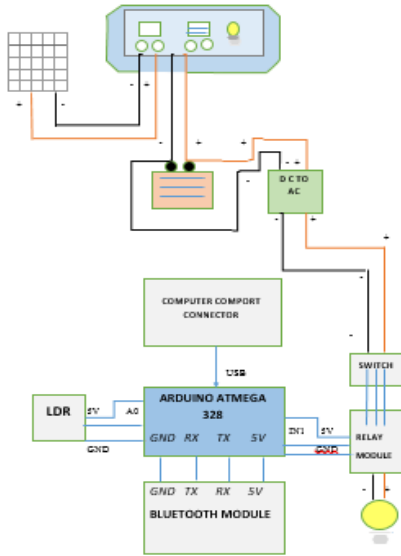 + -
- +
- + +
- +
-
D C TO
AC
- +
+
-
-
COMPUTER COMPORT
CONNECTOR
USB
SWITCH
LDR
5V A0
GND
ARDUINO ATMEGA
328
GND RX TX 5V
IN1 5V
GND
RELAY
MODULE
GND TX RX 5V
BLUETOOTH MODULE
- +